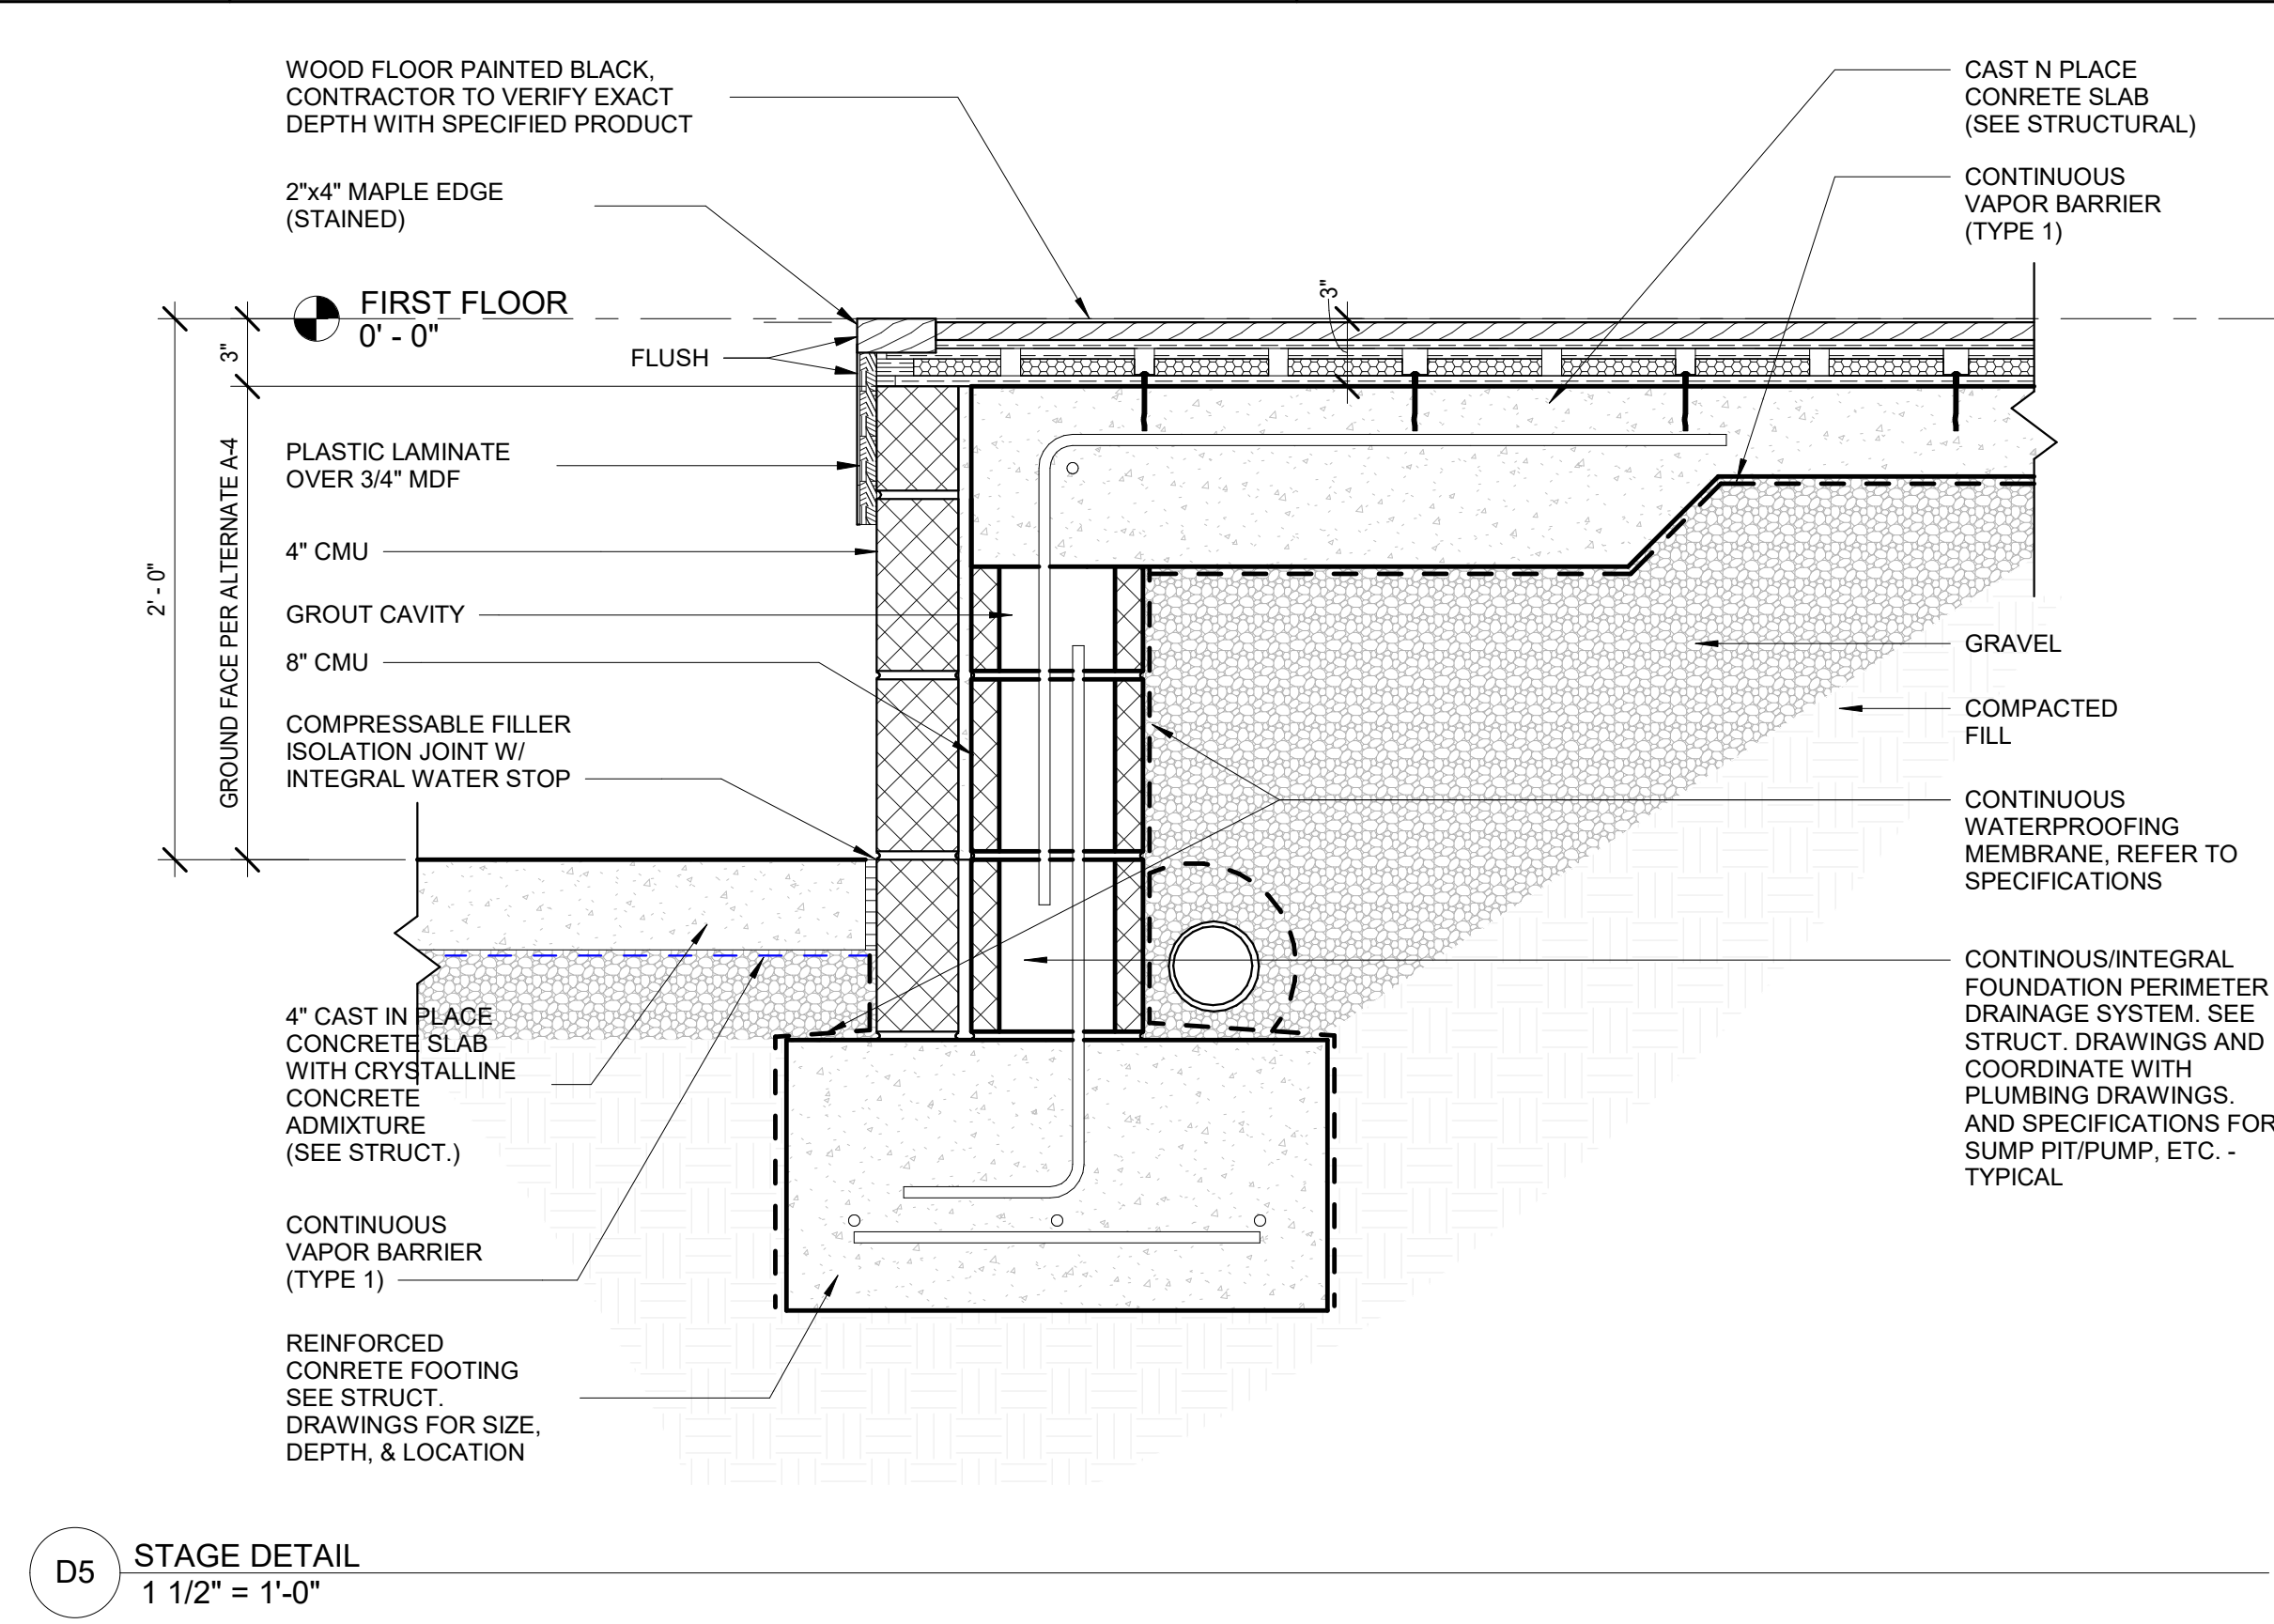 WOOD FLOOR PAINTED BLACK,
CONTRACTOR TO VERIFY EXACT
DEPTH WITH SPECIFIED PRODUCT
2"x4" MAPLE EDGE
(STAINED)
FIRST FLOOR
0' - 0"
FLUSH
3"
3"
2' - 0"
GROUND FACE PER ALTERNATE A-4
PLASTIC LAMINATE
OVER 3/4" MDF
4" CMU
GROUT CAVITY
8" CMU
COMPRESSABLE FILLER
ISOLATION JOINT W/
INTEGRAL WATER STOP
4" CAST IN PLACE
CONCRETE SLAB
WITH CRYSTALLINE
CONCRETE
ADMIXTURE
(SEE STRUCT.)
CONTINUOUS
VAPOR BARRIER
(TYPE 1)
REINFORCED
CONRETE FOOTING
SEE STRUCT.
DRAWINGS FOR SIZE,
DEPTH, & LOCATION
CAST N PLACE
CONRETE SLAB
(SEE STRUCTURAL)
CONTINUOUS
VAPOR BARRIER
(TYPE 1)
GRAVEL
COMPACTED
FILL
CONTINUOUS
WATERPROOFING
MEMBRANE, REFER TO
SPECIFICATIONS
CONTINOUS/INTEGRAL
FOUNDATION PERIMETER
DRAINAGE SYSTEM. SEE
STRUCT. DRAWINGS AND
COORDINATE WITH
PLUMBING DRAWINGS.
AND SPECIFICATIONS FOR
SUMP PIT/PUMP, ETC. -
TYPICAL
D5
STAGE DETAIL
1 1/2" = 1'-0"